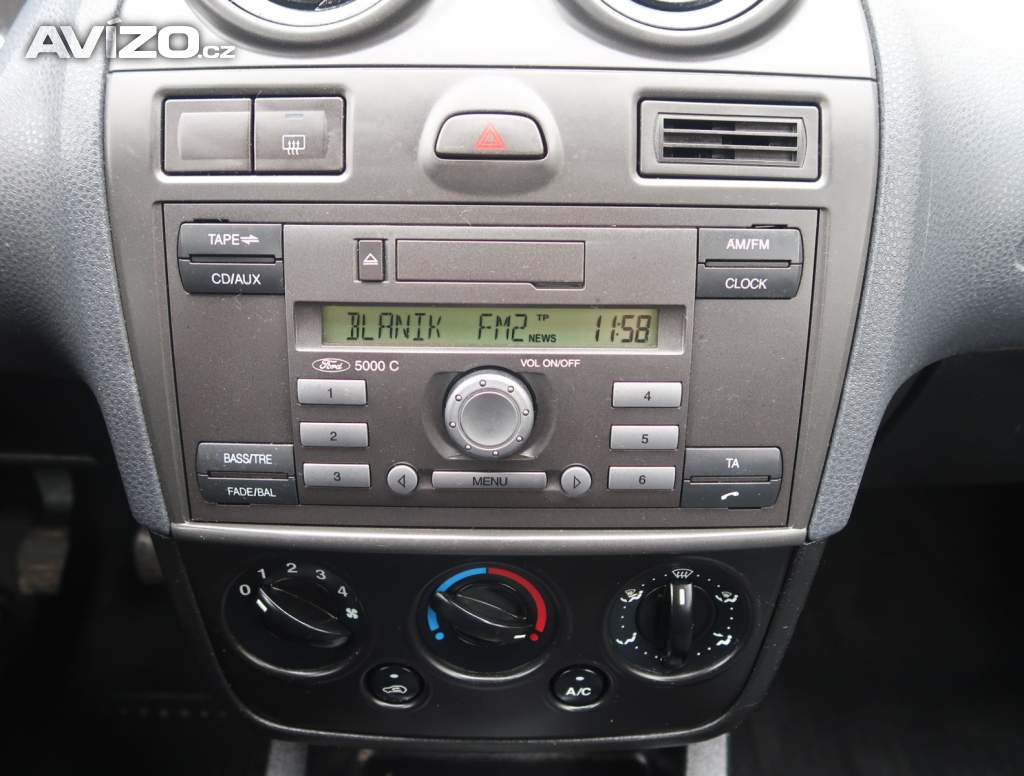 AVÍZO.cz
TAPE
AM/FM
CD/AUX
CLOCK
BLANIK FM2 TP NEWS 11:58
Ford 5000 C
VOL ON/OFF
1
4
2
5
BASS/TRE
TA
3
6
FADE/BAL
MENU
0 1 2 3 4
A/C